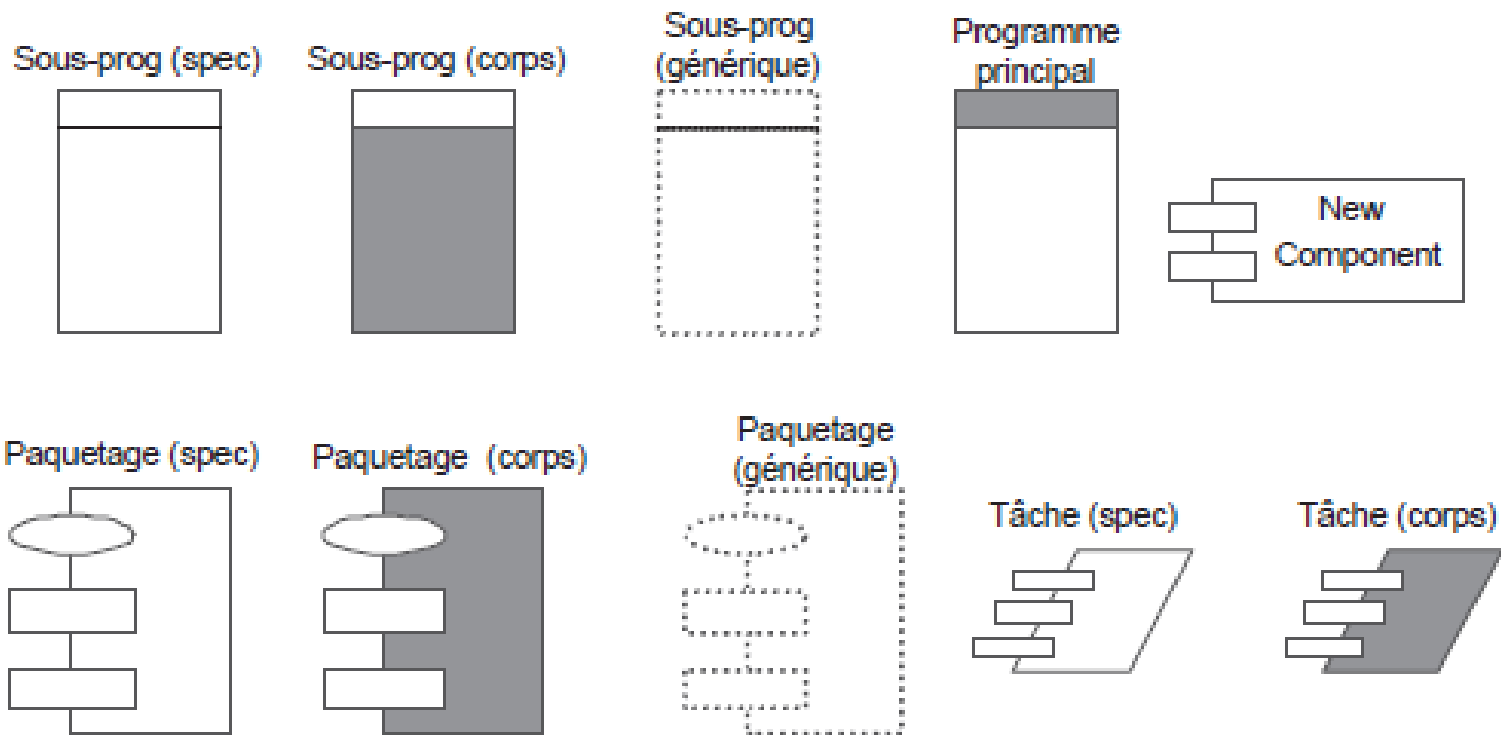 Sous-prog (spec)
Sous-prog (corps)
Sous-prog
(générique)
Programme
principal
New
Component
Paquetage (spec)
Paquetage (corps)
Paquetage
(générique)
Tâche (spec)
Tâche (corps)